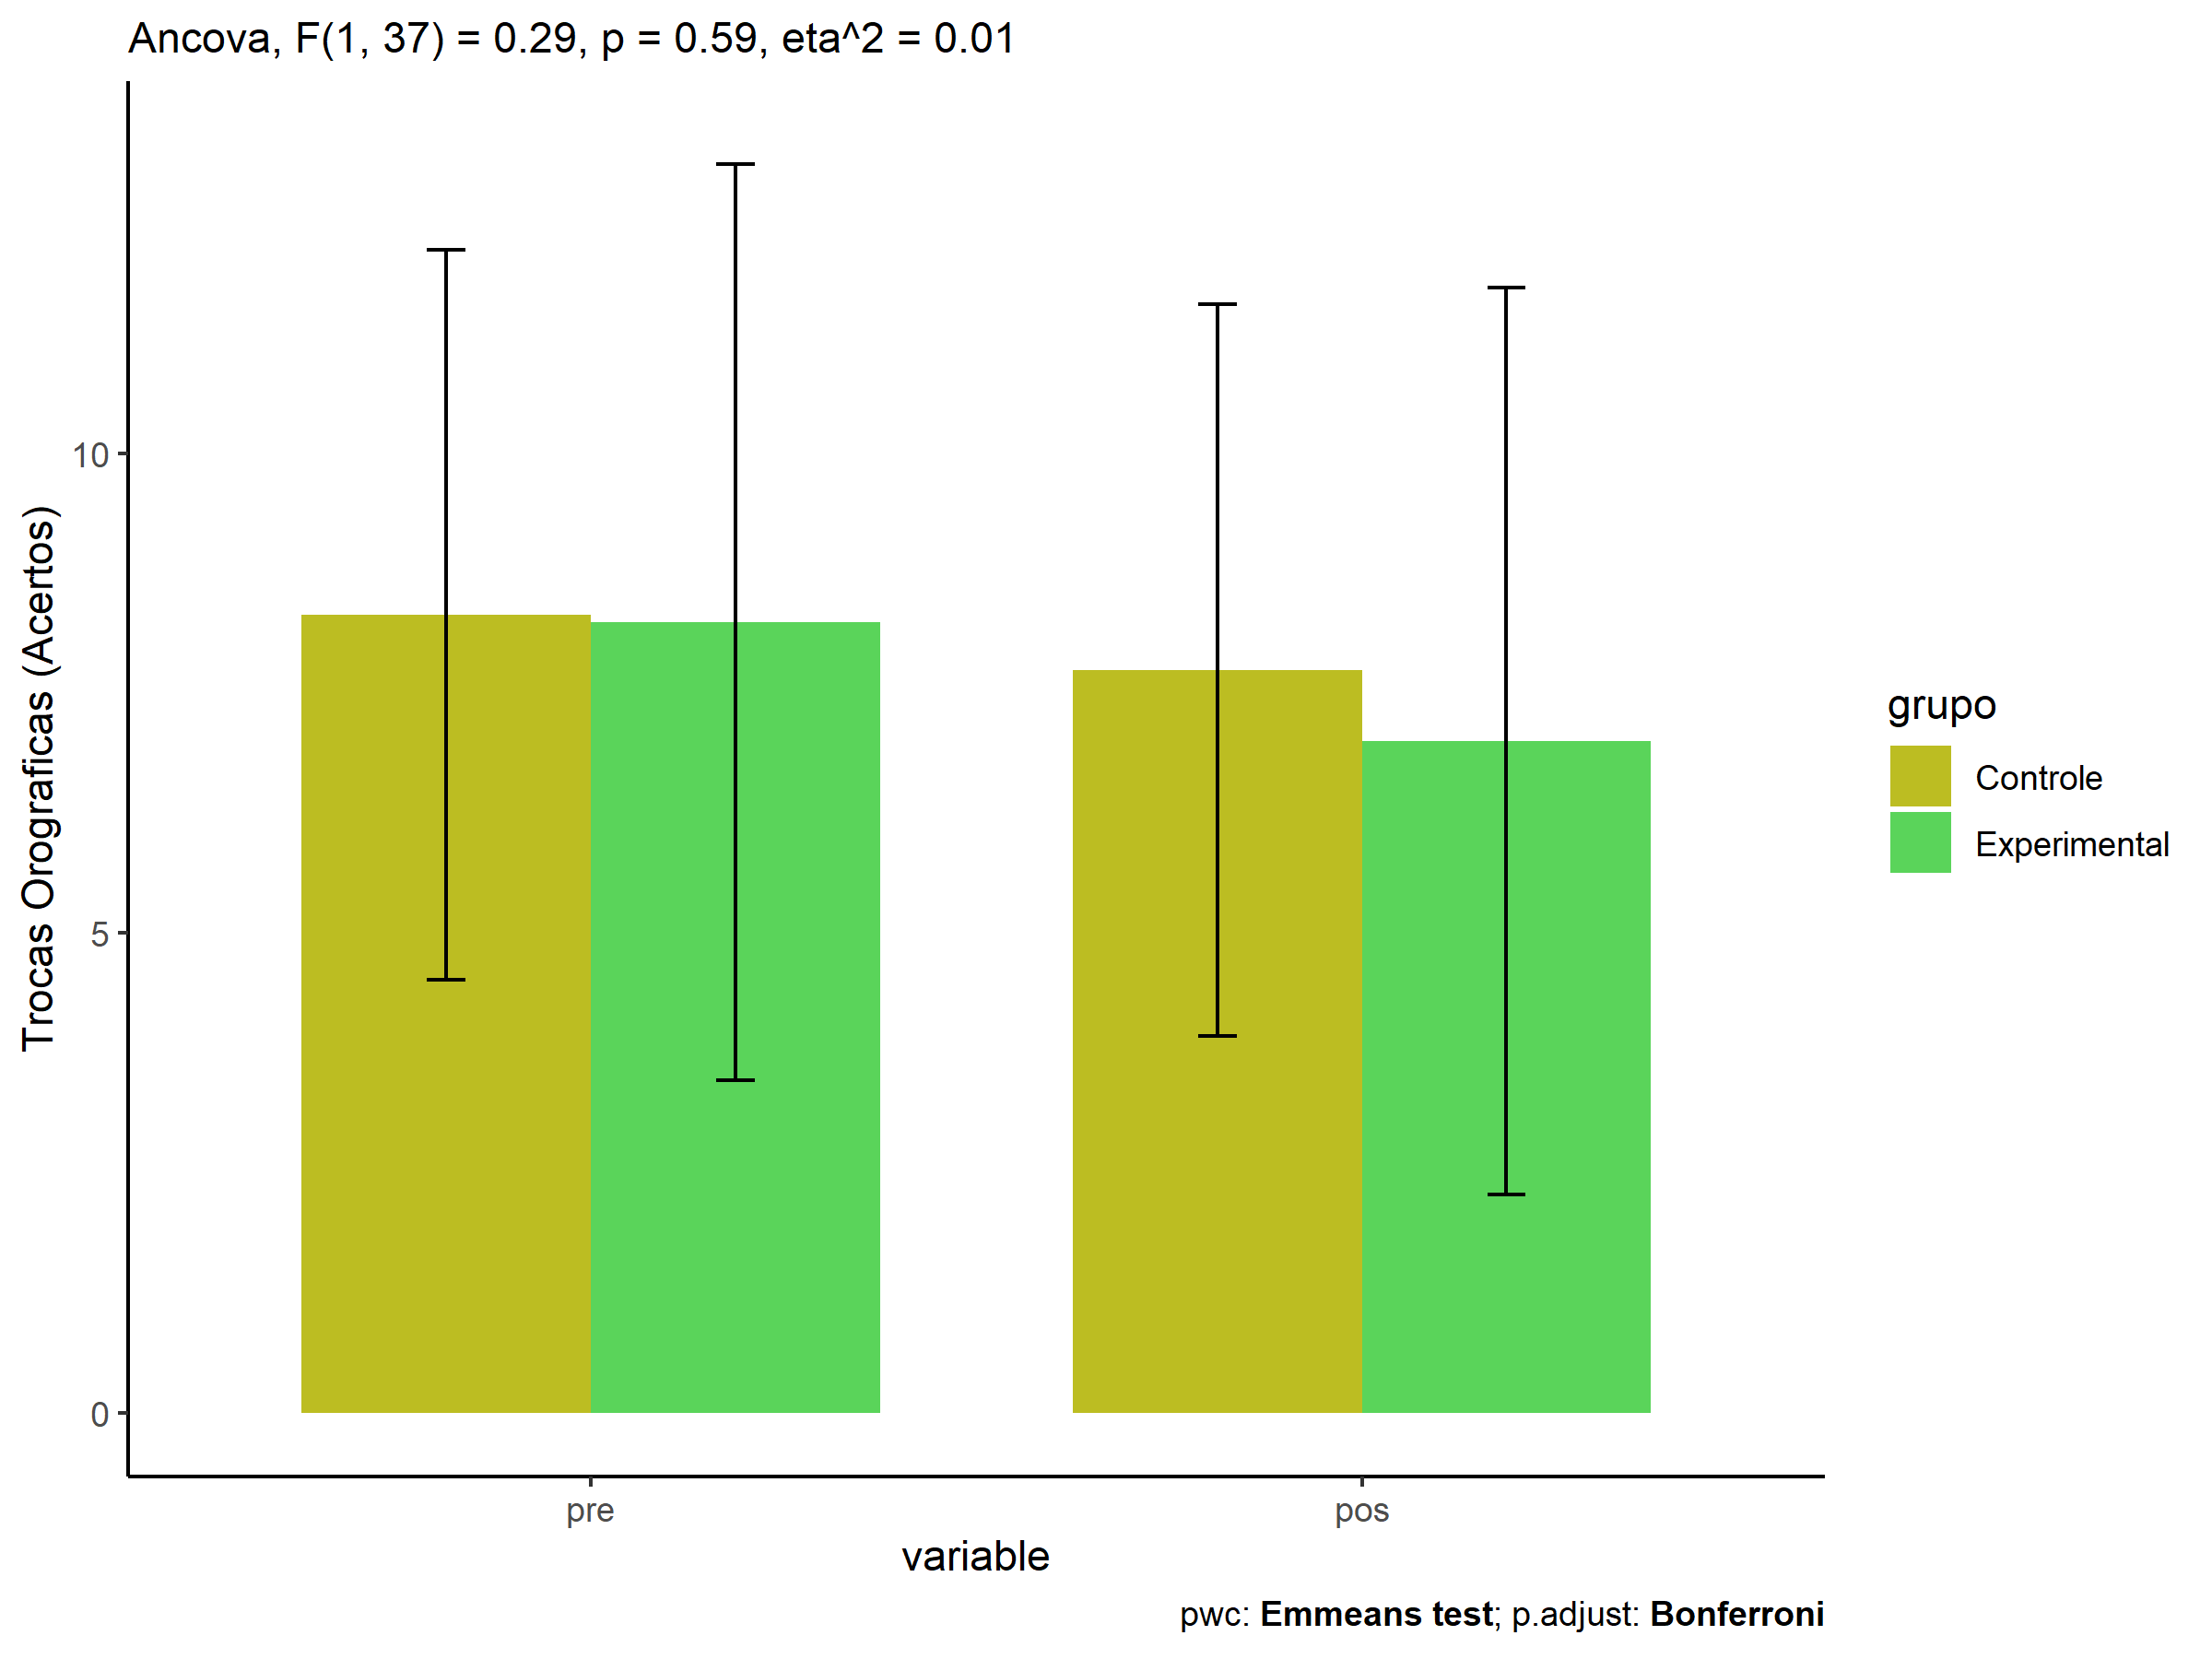 Ancova, F(1, 37) = 0.29, p = 0.59, eta^2 = 0.01
Trocas Orograficas (Acertos)
10
5
0
pre
pos
variable
grupo
Controle
Experimental
pwc: Emmeans test; p.adjust: Bonferroni